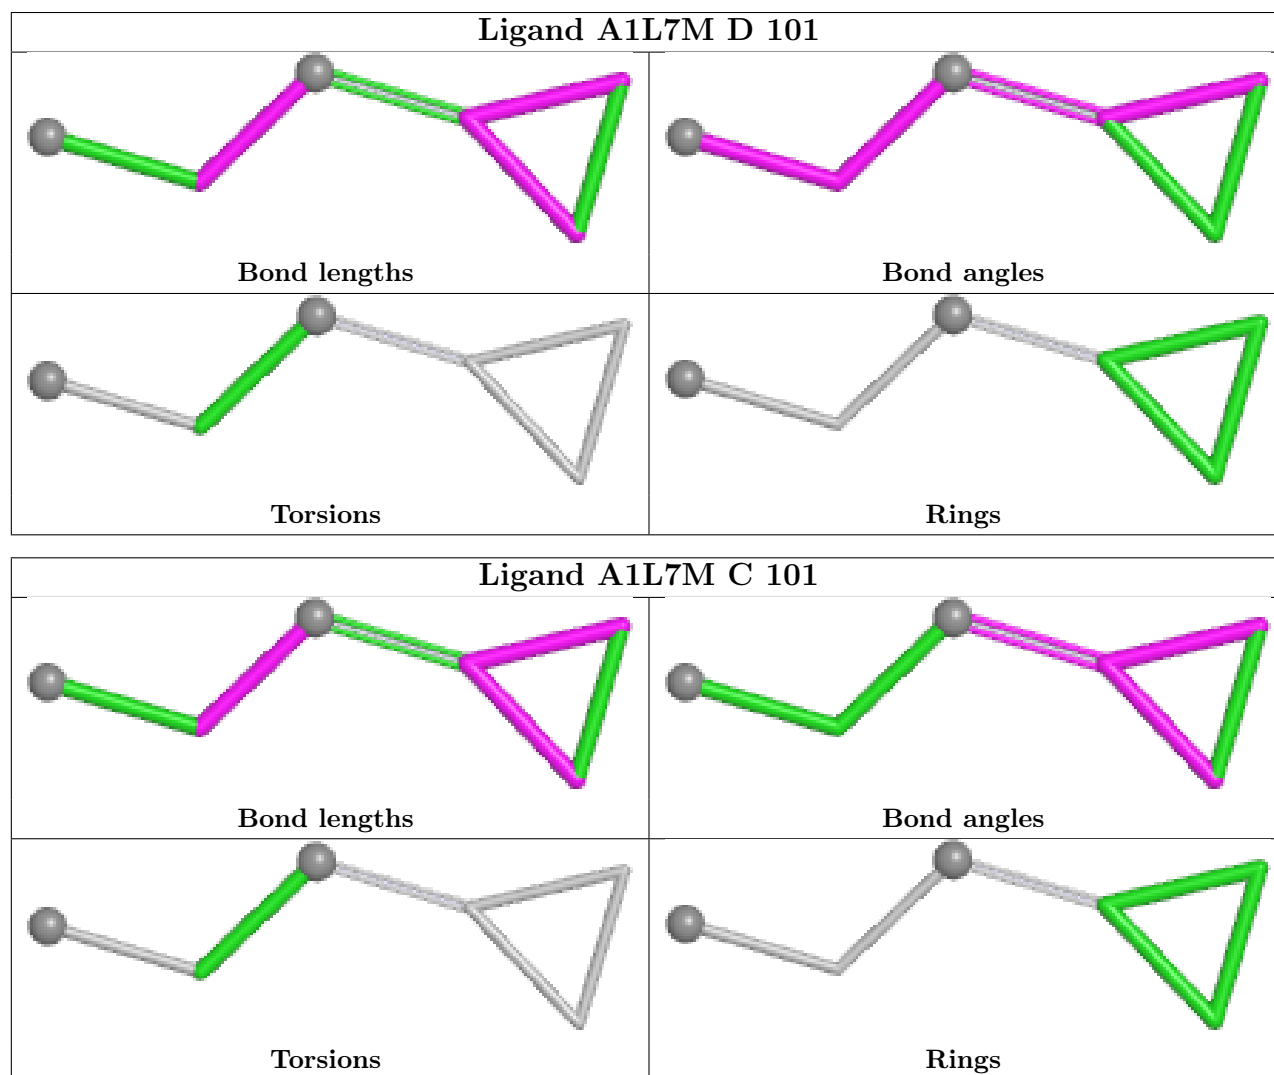 Ligand A1L7M D 101
Bond lengths
Bond angles
Torsions
Rings
Ligand A1L7M C 101
Bond lengths
Bond angles
Torsions
Rings